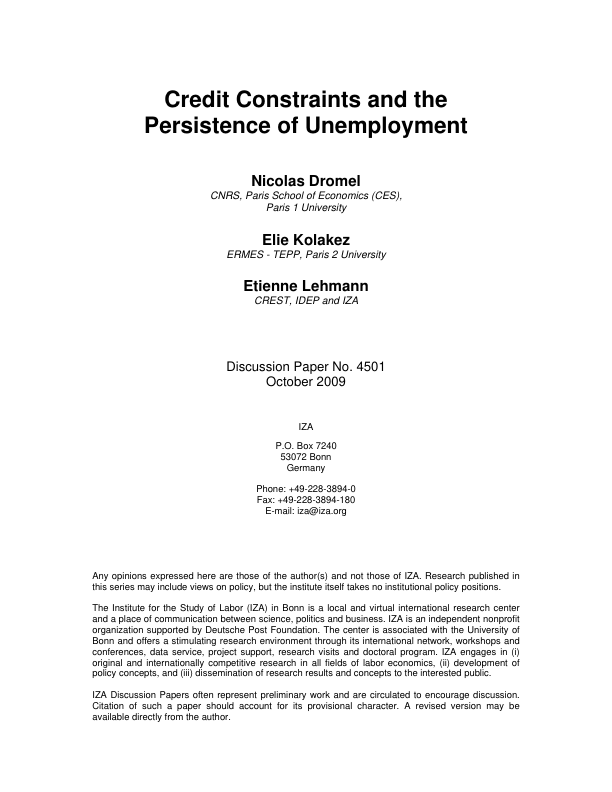 Credit Constraints and the
Persistence of Unemployment
Nicolas Dromel
CNRS, Paris School of Economics (CES),
Paris 1 University
Elie Kolakez
ERMES - TEPP, Paris 2 University
Etienne Lehmann
CREST, IDEP and IZA
Discussion Paper No. 4501
October 2009
IZA
P.O. Box 7240
53072 Bonn
Germany
Phone: +49-228-3894-0
Fax: +49-228-3894-180
E-mail: iza@iza.org
Any opinions expressed here are those of the author(s) and not those of IZA. Research published in
this series may include views on policy, but the institute itself takes no institutional policy positions.
The Institute for the Study of Labor (IZA) in Bonn is a local and virtual international research center
and a place of communication between science, politics and business. IZA is an independent nonprofit
organization supported by Deutsche Post Foundation. The center is associated with the University of
Bonn and offers a stimulating research environment through its international network, workshops and
conferences, data service, project support, research visits and doctoral program. IZA engages in (i)
original and internationally competitive research in all fields of labor economics, (ii) development of
policy concepts, and (iii) dissemination of research results and concepts to the interested public.
IZA Discussion Papers often represent preliminary work and are circulated to encourage discussion.
Citation of such a paper should account for its provisional character. A revised version may be
available directly from the author.